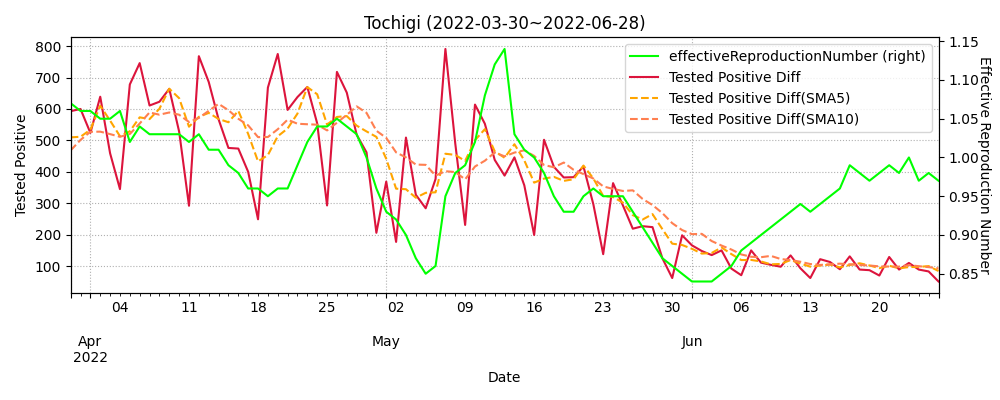 Tochigi (2022-03-30~2022-06-28)
effectiveReproductionNumber (right)
Tested Positive Diff
Tested Positive Diff(SMA5)
Tested Positive Diff(SMA10)
Tested Positive
800
700
600
500
400
300
200
100
1.15
1.10
1.05
1.00
0.95
0.90
0.85
Effective Reproduction Number
04
11
18
25
02
09
16
23
06
13
20
Apr
2022
May
Jun
Date